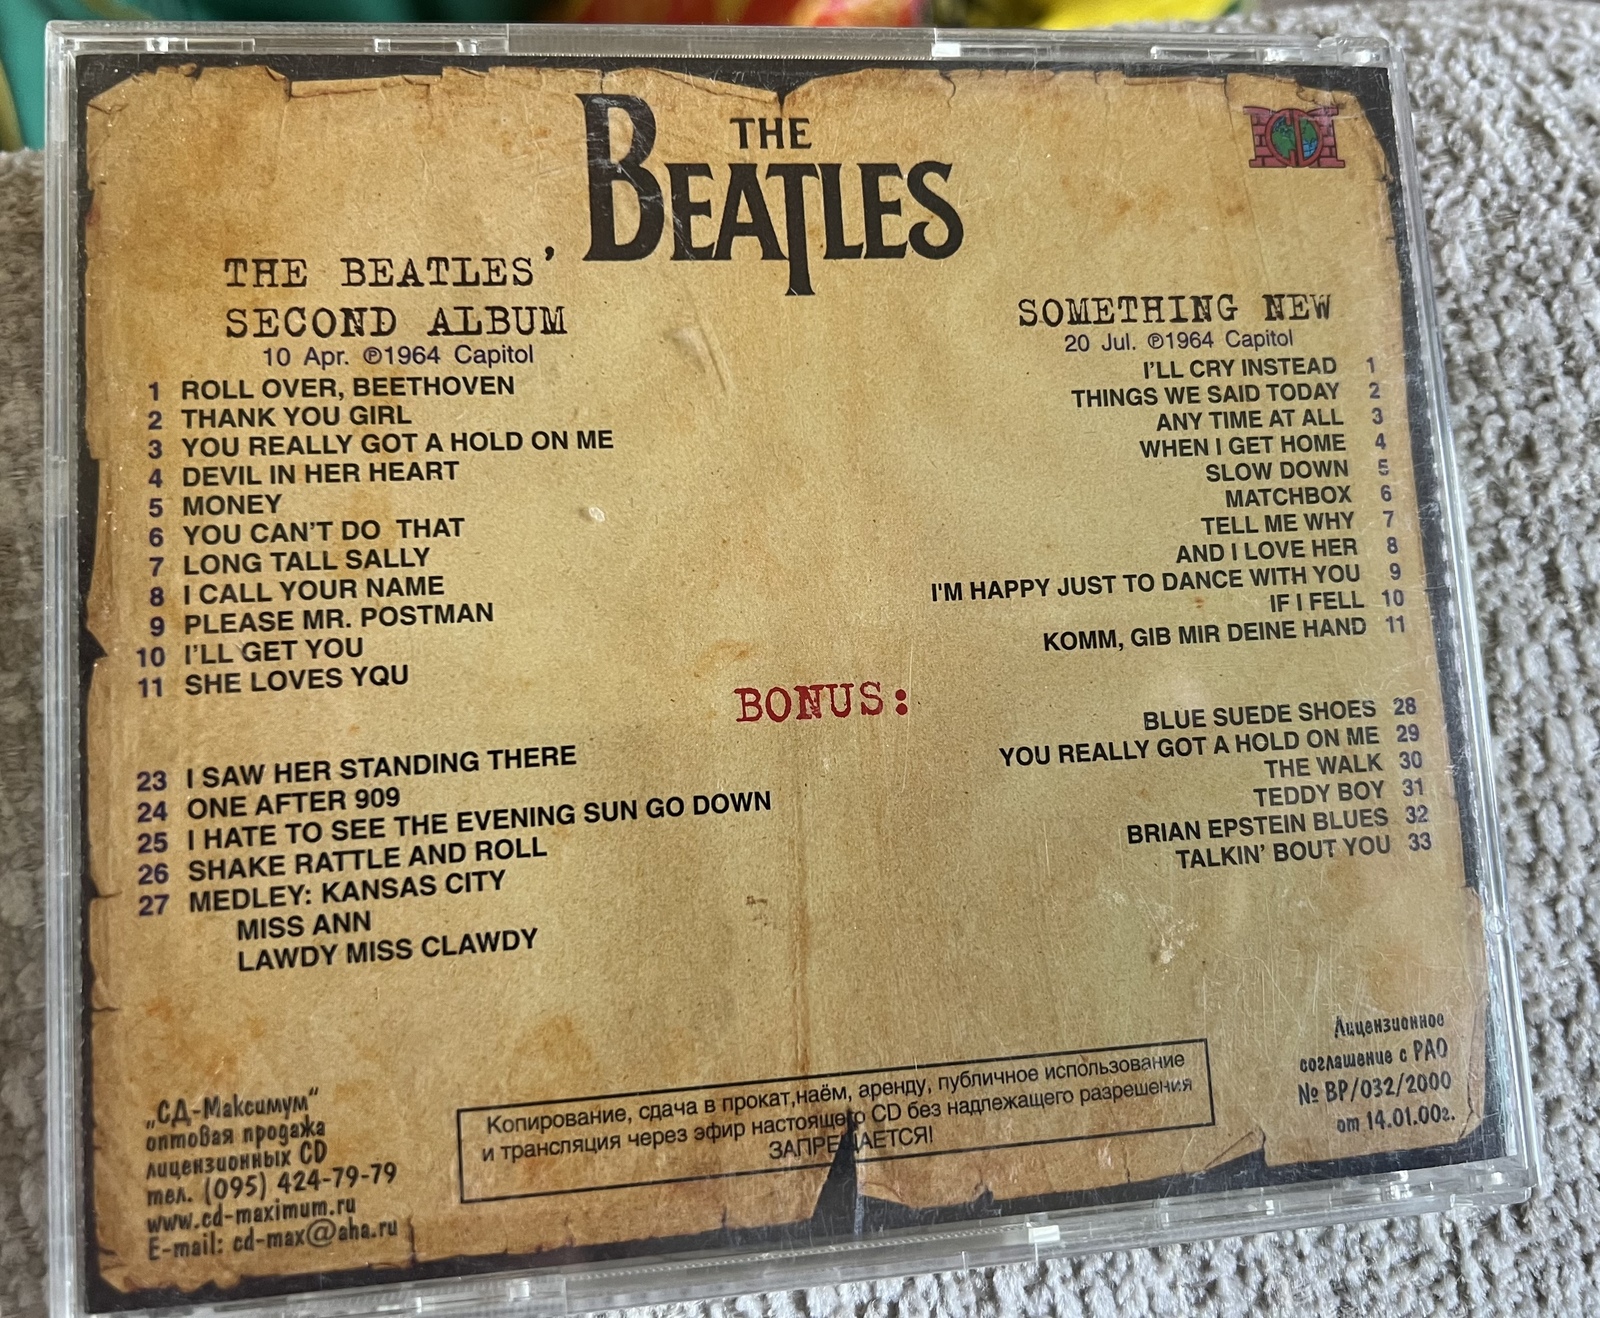 THE
BEATLES
THE BEATLES'
SECOND ALBUM
10 Apr. ℗1964 Capitol
1 ROLL OVER, BEETHOVEN
2 THANK YOU GIRL
3 YOU REALLY GOT A HOLD ON ME
4 DEVIL IN HER HEART
5 MONEY
6 YOU CAN'T DO THAT
7 LONG TALL SALLY
8 I CALL YOUR NAME
9 PLEASE MR. POSTMAN
10 I'LL GET YOU
11 SHE LOVES YQU
SOMETHING NEW
20 Jul. ℗1964 Capitol
I'LL CRY INSTEAD 1
THINGS WE SAID TODAY 2
ANY TIME AT ALL 3
WHEN I GET HOME 4
SLOW DOWN 5
MATCHBOX 6
TELL ME WHY 7
AND I LOVE HER 8
I'M HAPPY JUST TO DANCE WITH YOU 9
IF I FELL 10
KOMM, GIB MIR DEINE HAND 11
BONUS:
23 I SAW HER STANDING THERE
24 ONE AFTER 909
25 I HATE TO SEE THE EVENING SUN GO DOWN
26 SHAKE RATTLE AND ROLL
27 MEDLEY: KANSAS CITY
MISS ANN
LAWDY MISS CLAWDY
BLUE SUEDE SHOES 28
YOU REALLY GOT A HOLD ON ME 29
THE WALK 30
TEDDY BOY 31
BRIAN EPSTEIN BLUES 32
TALKIN' BOUT YOU 33
„СД-Максимум"
оптовая продажа
лицензионных CD
тел. (095) 424-79-79
www.cd-maximum.ru
E-mail: cd-max@aha.ru
Копирование, сдача в прокат,наём, аренду, публичное использование
и трансляция через эфир настоящего CD без надлежащего разрешения
ЗАПРЕЩАЕТСЯ!
Лицензионное
соглашение с РАО
№ ВР/032/2000
от 14.01.00г.